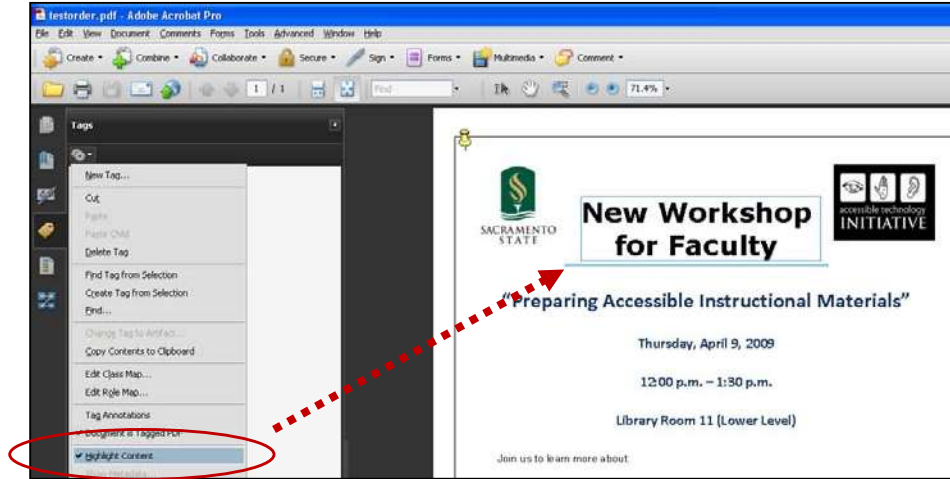 testorder.pdf - Adobe Acrobat Pro
File Edit View Document Comments Forms Tools Advanced Window Help
Create Combine Collaborate Secure Sign Forms Multimedia Comment
1 / 1 Find 71.4%
Tags
New Tag...
Cut
Paste
Paste Child
Delete Tag
Find Tag from Selection
Create Tag from Selection
Find...
Change Tag to Artifact...
Copy Contents to Clipboard
Edit Class Map...
Edit Role Map...
Tag Annotations
Document is Tagged PDF
Highlight Content
Show Metadata...
SACRAMENTO
STATE
New Workshop
for Faculty
accessible technology
INITIATIVE
“Preparing Accessible Instructional Materials”
Thursday, April 9, 2009
12:00 p.m. – 1:30 p.m.
Library Room 11 (Lower Level)
Join us to learn more about